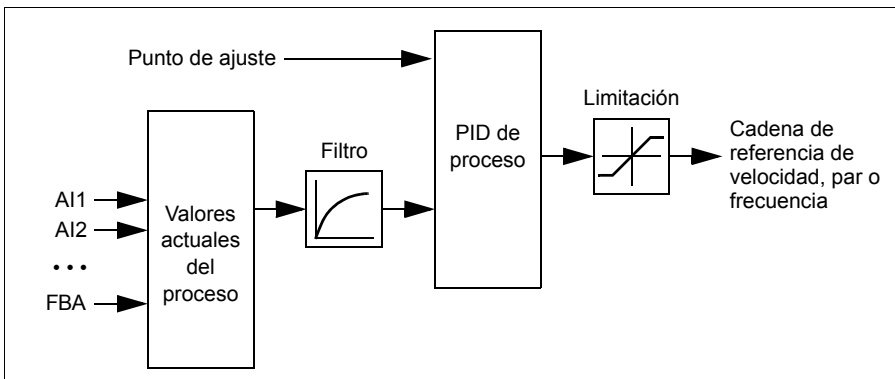 Punto de ajuste
AI1
AI2
• • •
FBA
Valores
actuales
del
proceso
Filtro
PID de
proceso
Limitación
Cadena de
referencia de
velocidad, par o
frecuencia